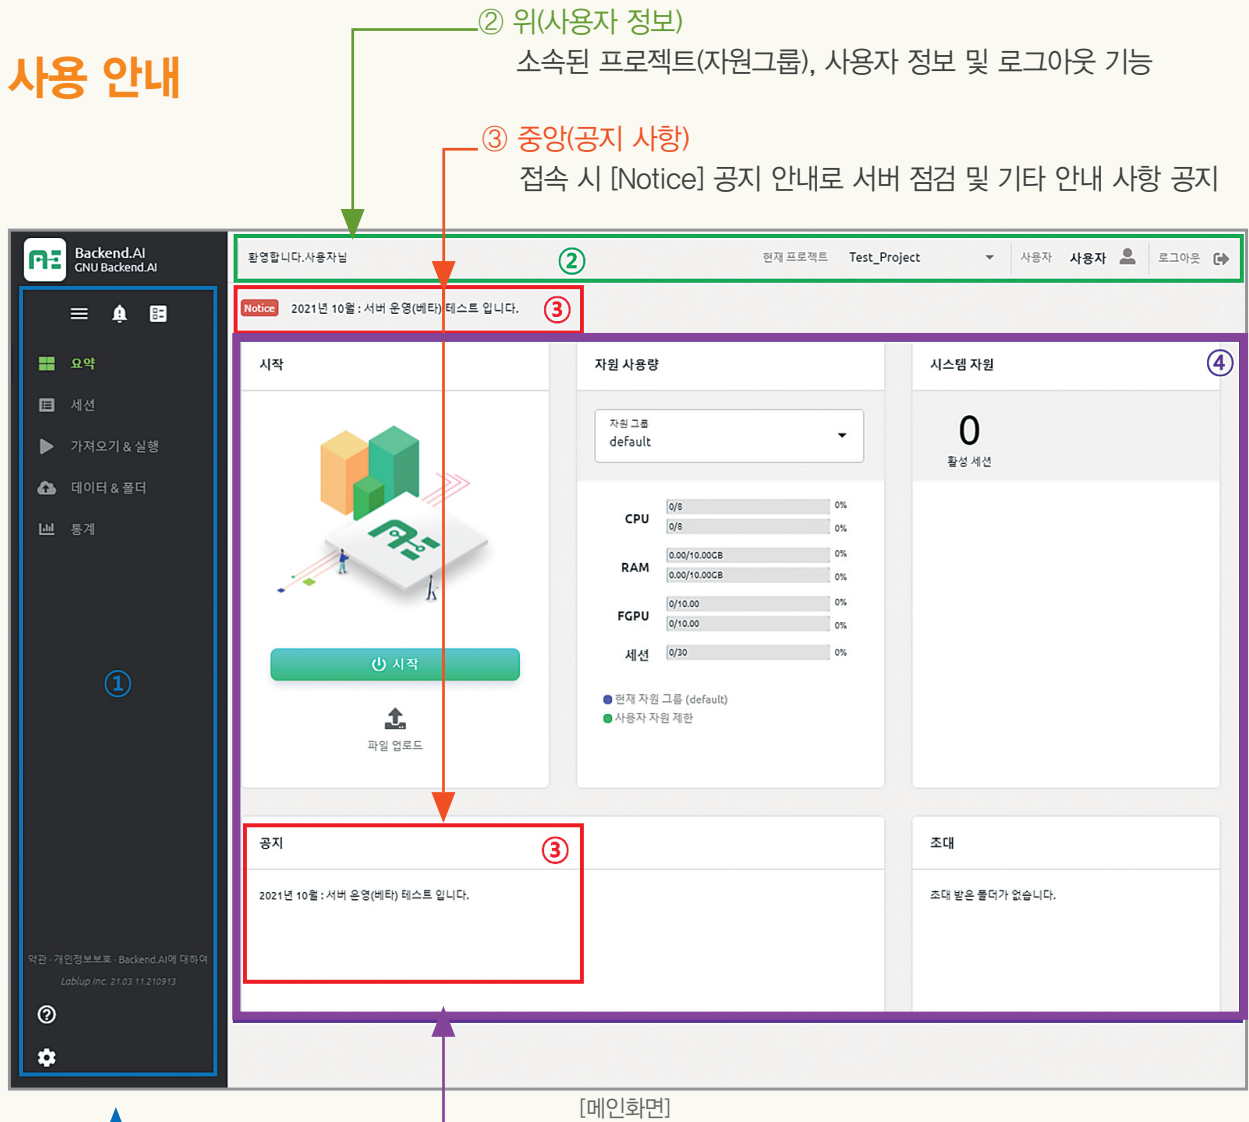 ② 위(사용자 정보)
소속된 프로젝트(자원그룹), 사용자 정보 및 로그아웃 기능
사용 안내
③ 중앙(공지 사항)
접속 시 [Notice] 공지 안내로 서버 점검 및 기타 안내 사항 공지
Backend.AI
GNU Backend.AI
환영합니다.사용자님
②
현재 프로젝트 Test_Project
사용자 사용자
로그아웃
Notice 2021년 10월 : 서버 운영(베타) 테스트 입니다. ③
요약
세션
가져오기 & 실행
데이터 & 폴더
통계
①
시작
시작
파일 업로드
자원 사용량
자원 그룹
default
CPU
0/8 0%
0/8 0%
RAM
0.00/10.00GB 0%
0.00/10.00GB 0%
FGPU
0/10.00 0%
0/10.00 0%
세션 0/30 0%
현재 자원 그룹 (default)
사용자 자원 제한
시스템 자원
④
0
활성 세션
공지 ③
2021년 10월 : 서버 운영(베타) 테스트 입니다.
초대
초대 받은 폴더가 없습니다.
약관 · 개인정보보호 · Backend.AI에 대하여
Lablup Inc. 21.03.11.210913
[메인화면]